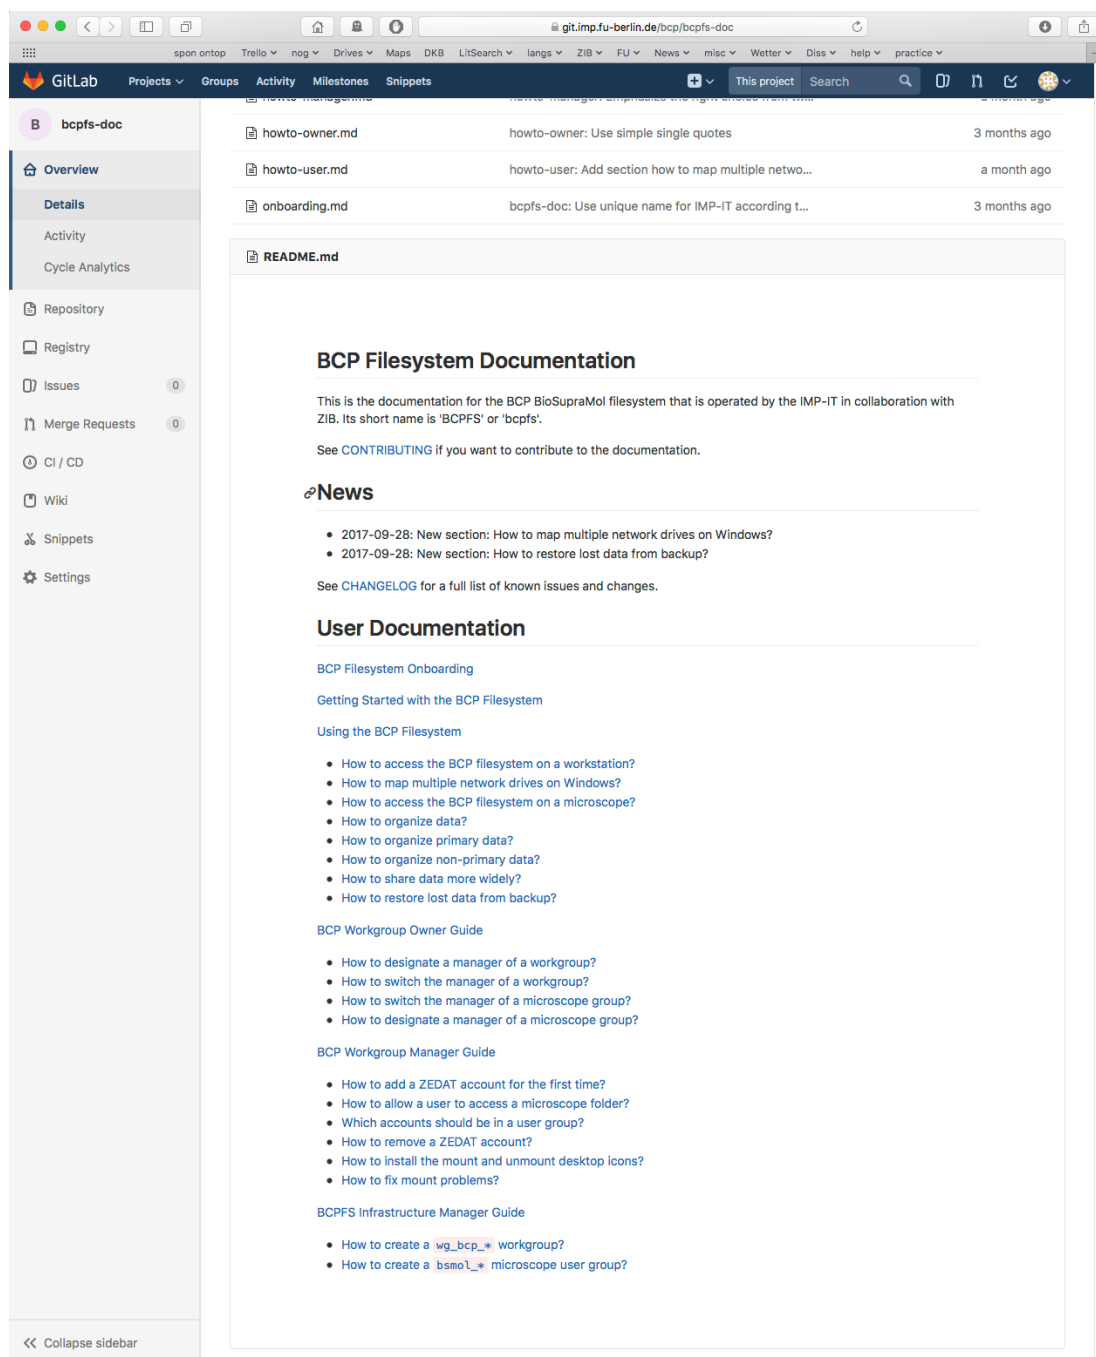 git.imp.fu-berlin.de/bcp/bcpfs-doc
spon ontop Trello nog Drives Maps DKB LitSearch langs ZIB FU News misc Wetter Diss help practice
GitLab Projects Groups Activity Milestones Snippets This project Search
B bcpfs-doc
Overview
Details
Activity
Cycle Analytics
Repository
Registry
Issues 0
Merge Requests 0
CI / CD
Wiki
Snippets
Settings
Collapse sidebar
howto-owner.md howto-owner: Use simple single quotes 3 months ago
howto-user.md howto-user: Add section how to map multiple netwo... a month ago
onboarding.md bcpfs-doc: Use unique name for IMP-IT according t... 3 months ago
README.md
BCP Filesystem Documentation
This is the documentation for the BCP BioSupraMol filesystem that is operated by the IMP-IT in collaboration with
ZIB. Its short name is 'BCPFS' or 'bcpfs'.
See CONTRIBUTING if you want to contribute to the documentation.
News
• 2017-09-28: New section: How to map multiple network drives on Windows?
• 2017-09-28: New section: How to restore lost data from backup?
See CHANGELOG for a full list of known issues and changes.
User Documentation
BCP Filesystem Onboarding
Getting Started with the BCP Filesystem
Using the BCP Filesystem
• How to access the BCP filesystem on a workstation?
• How to map multiple network drives on Windows?
• How to access the BCP filesystem on a microscope?
• How to organize data?
• How to organize primary data?
• How to organize non-primary data?
• How to share data more widely?
• How to restore lost data from backup?
BCP Workgroup Owner Guide
• How to designate a manager of a workgroup?
• How to switch the manager of a workgroup?
• How to switch the manager of a microscope group?
• How to designate a manager of a microscope group?
BCP Workgroup Manager Guide
• How to add a ZEDAT account for the first time?
• How to allow a user to access a microscope folder?
• Which accounts should be in a user group?
• How to remove a ZEDAT account?
• How to install the mount and unmount desktop icons?
• How to fix mount problems?
BCPFS Infrastructure Manager Guide
• How to create a wg_bcp_* workgroup?
• How to create a bsmol_* microscope user group?